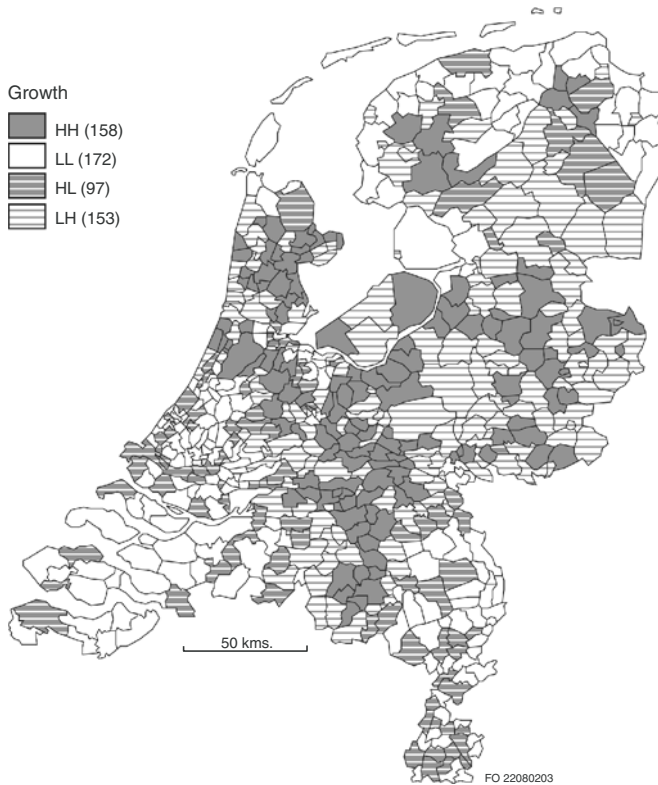 Growth
HH (158)
LL (172)
HL (97)
LH (153)
50 kms.
FO 22080203